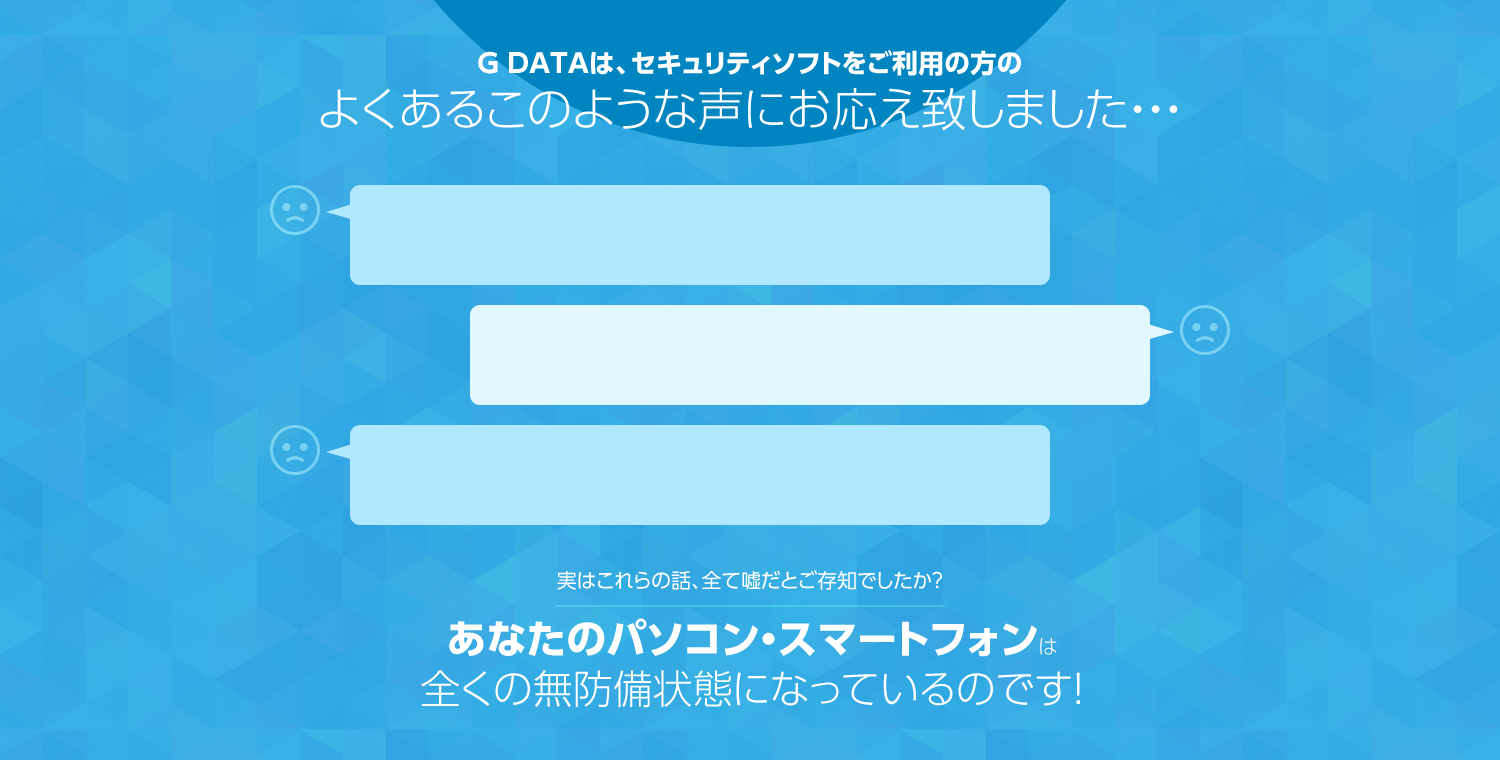 G DATAは、セキュリティソフトをご利用の方の
よくあるこのような声にお応え致しました・・・
実はこれらの話、全て嘘だとご存知でしたか?
あなたのパソコン・スマートフォンは
全くの無防備状態になっているのです!